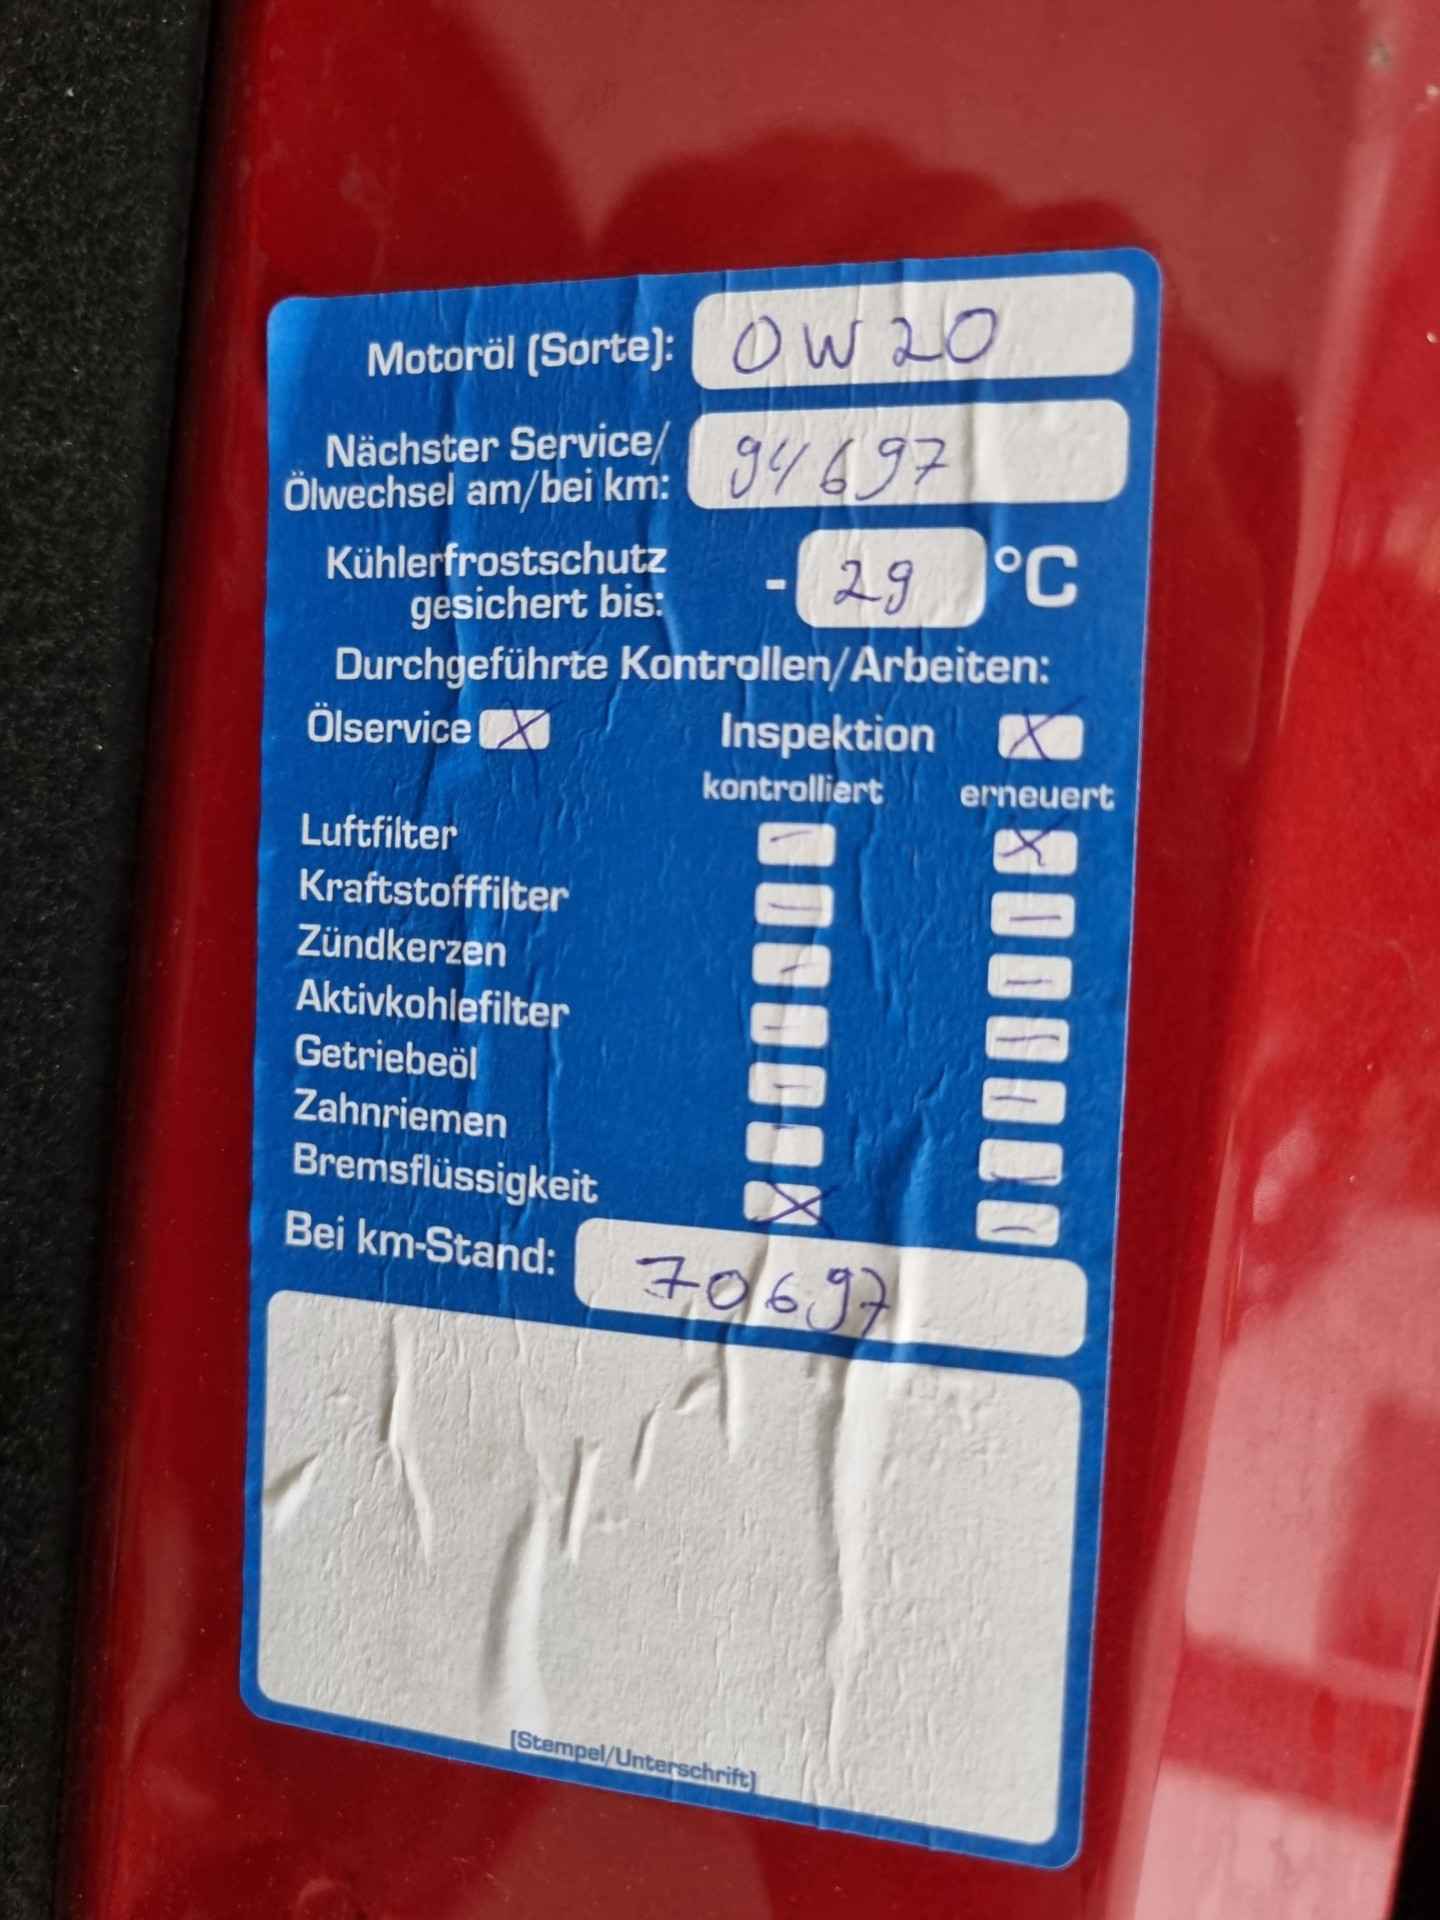 Motoröl (Sorte): 0W20
Nächster Service/
Ölwechsel am/bei km: 94697
Kühlerfrostschutz
gesichert bis: - 29 °C
Durchgeführte Kontrollen/Arbeiten:
Ölservice X Inspektion X
kontrolliert erneuert
Luftfilter – X
Kraftstofffilter – –
Zündkerzen – –
Aktivkohlefilter – –
Getriebeöl – –
Zahnriemen – –
Bremsflüssigkeit X –
Bei km-Stand: 70697
(Stempel/Unterschrift)